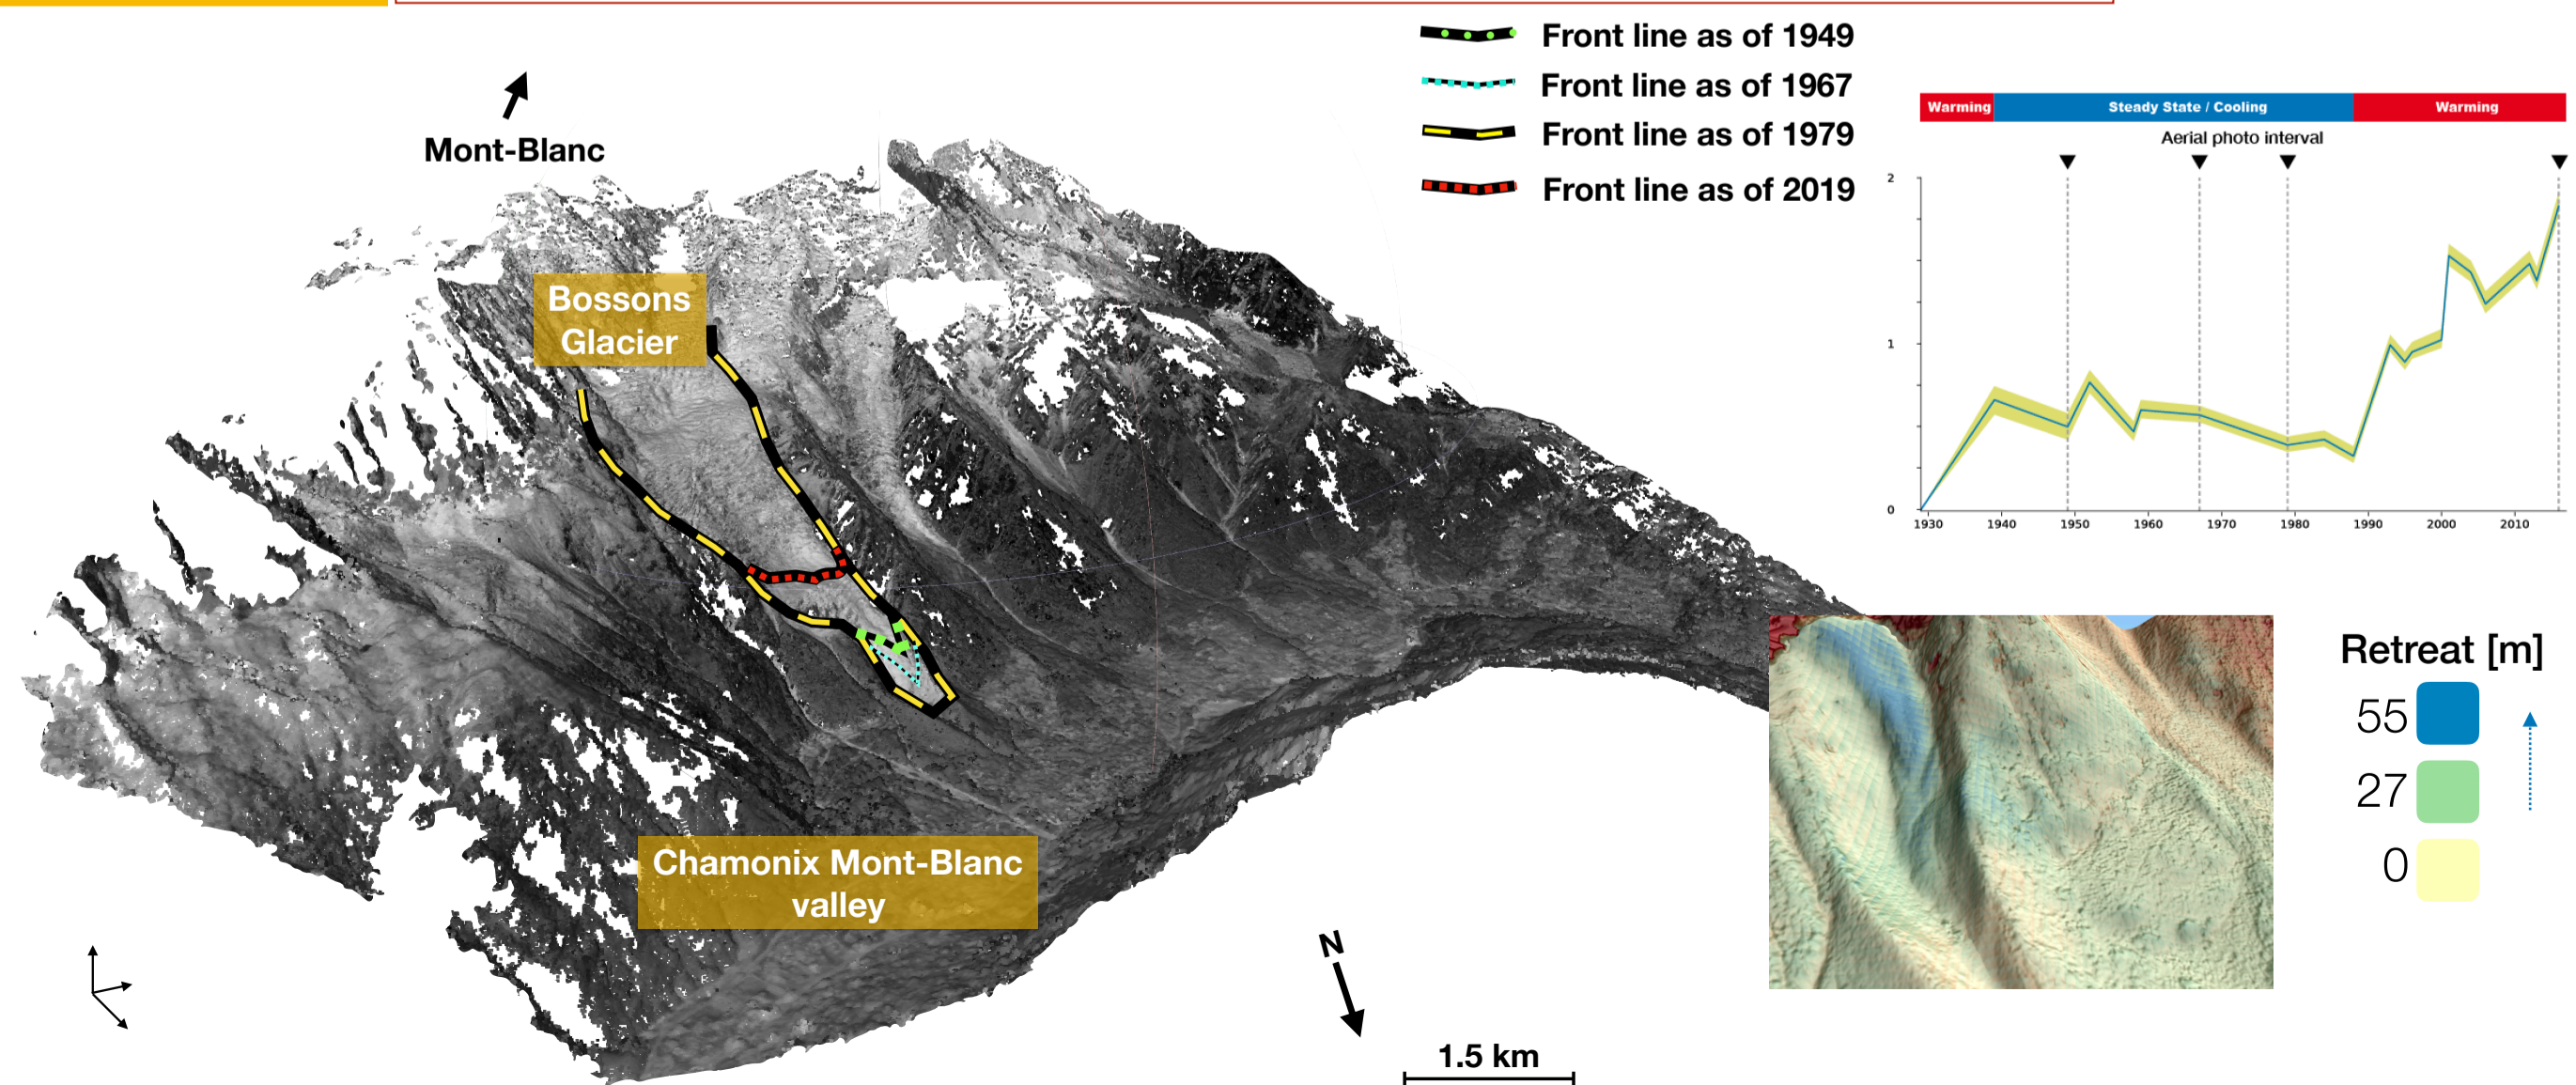 Front line as of 1949
Front line as of 1967
Front line as of 1979
Front line as of 2019
Mont-Blanc
Bossons
Glacier
Chamonix Mont-Blanc
valley
N
1.5 km
Warming
Steady State / Cooling
Warming
Aerial photo interval
2
1
0
1930 1940 1950 1960 1970 1980 1990 2000 2010
Retreat [m]
55
27
0